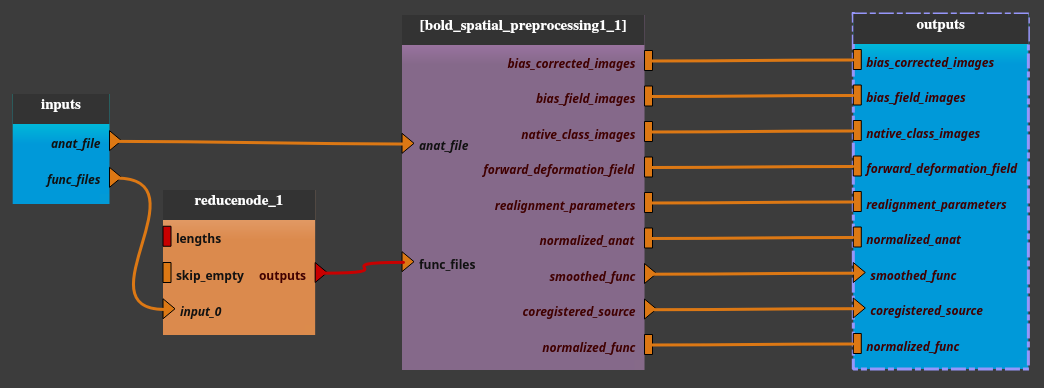 inputs
anat_file
func_files
reducenode_1
lengths
skip_empty outputs
input_0
[bold_spatial_preprocessing1_1]
bias_corrected_images
bias_field_images
native_class_images
anat_file
forward_deformation_field
realignment_parameters
normalized_anat
func_files
smoothed_func
coregistered_source
normalized_func
outputs
bias_corrected_images
bias_field_images
native_class_images
forward_deformation_field
realignment_parameters
normalized_anat
smoothed_func
coregistered_source
normalized_func